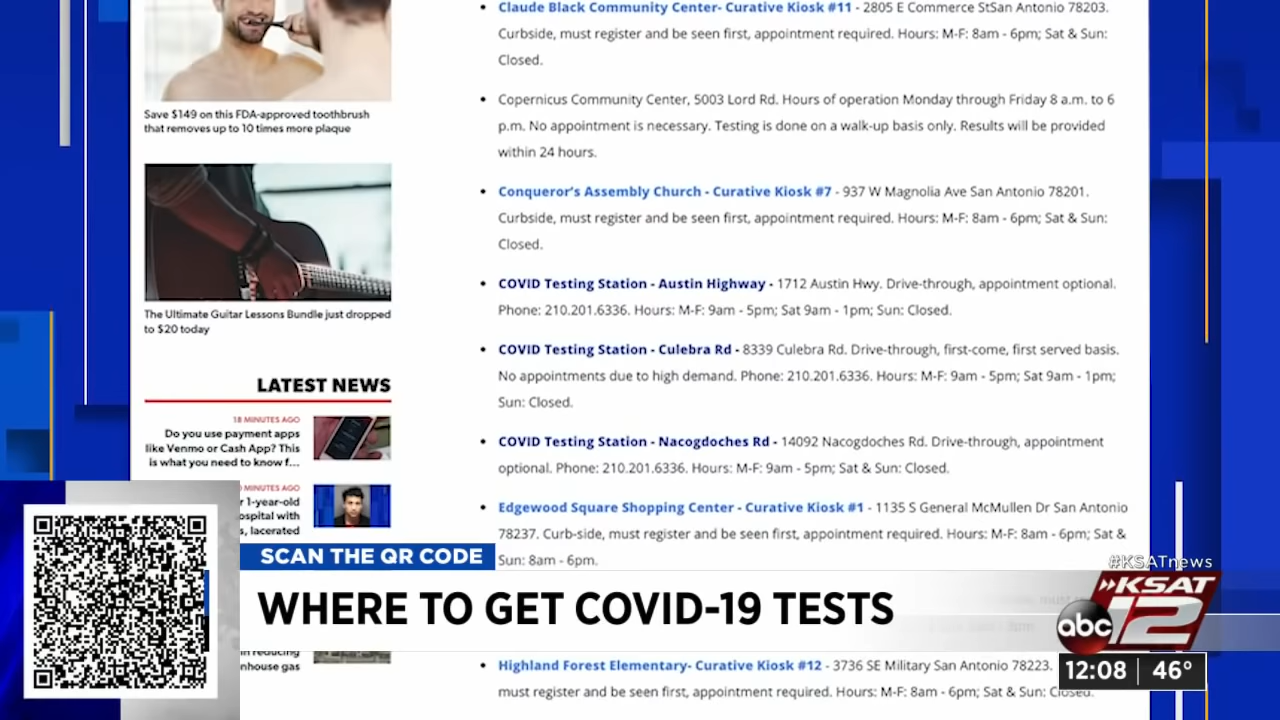 Claude Black Community Center- Curative Kiosk #11 - 2805 E Commerce StSan Antonio 78203.
Curbside, must register and be seen first, appointment required. Hours: M-F: 8am - 6pm; Sat & Sun:
Closed.
Copernicus Community Center, 5003 Lord Rd. Hours of operation Monday through Friday 8 a.m. to 6
p.m. No appointment is necessary. Testing is done on a walk-up basis only. Results will be provided
within 24 hours.
Conqueror's Assembly Church - Curative Kiosk #7 - 937 W Magnolia Ave San Antonio 78201.
Curbside, must register and be seen first, appointment required. Hours: M-F: 8am - 6pm; Sat & Sun:
Closed.
COVID Testing Station - Austin Highway - 1712 Austin Hwy. Drive-through, appointment optional.
Phone: 210.201.6336. Hours: M-F: 9am - 5pm; Sat 9am - 1pm; Sun: Closed.
COVID Testing Station - Culebra Rd - 8339 Culebra Rd. Drive-through, first-come, first served basis.
No appointments due to high demand. Phone: 210.201.6336. Hours: M-F: 9am - 5pm; Sat 9am - 1pm;
Sun: Closed.
COVID Testing Station - Nacogdoches Rd - 14092 Nacogdoches Rd. Drive-through, appointment
optional. Phone: 210.201.6336. Hours: M-F: 9am - 5pm; Sat & Sun: Closed.
Edgewood Square Shopping Center - Curative Kiosk #1 - 1135 S General McMullen Dr San Antonio
78237. Curb-side, must register and be seen first, appointment required. Hours: M-F: 8am - 6pm; Sat &
Sun: 8am - 6pm.
Highland Forest Elementary- Curative Kiosk #12 - 3736 SE Military San Antonio 78223.
must register and be seen first, appointment required. Hours: M-F: 8am - 6pm; Sat & Sun: Closed.
Save $149 on this FDA-approved toothbrush
that removes up to 10 times more plaque
The Ultimate Guitar Lessons Bundle just dropped
to $20 today
LATEST NEWS
18 MINUTES AGO
Do you use payment apps
like Venmo or Cash App? This
is what you need to know f...
MINUTES AGO
1-year-old
with
lacerated
reducing
gas
SCAN THE QR CODE
WHERE TO GET COVID-19 TESTS
#KSATnews
KSAT
abc 12
12:08 46°